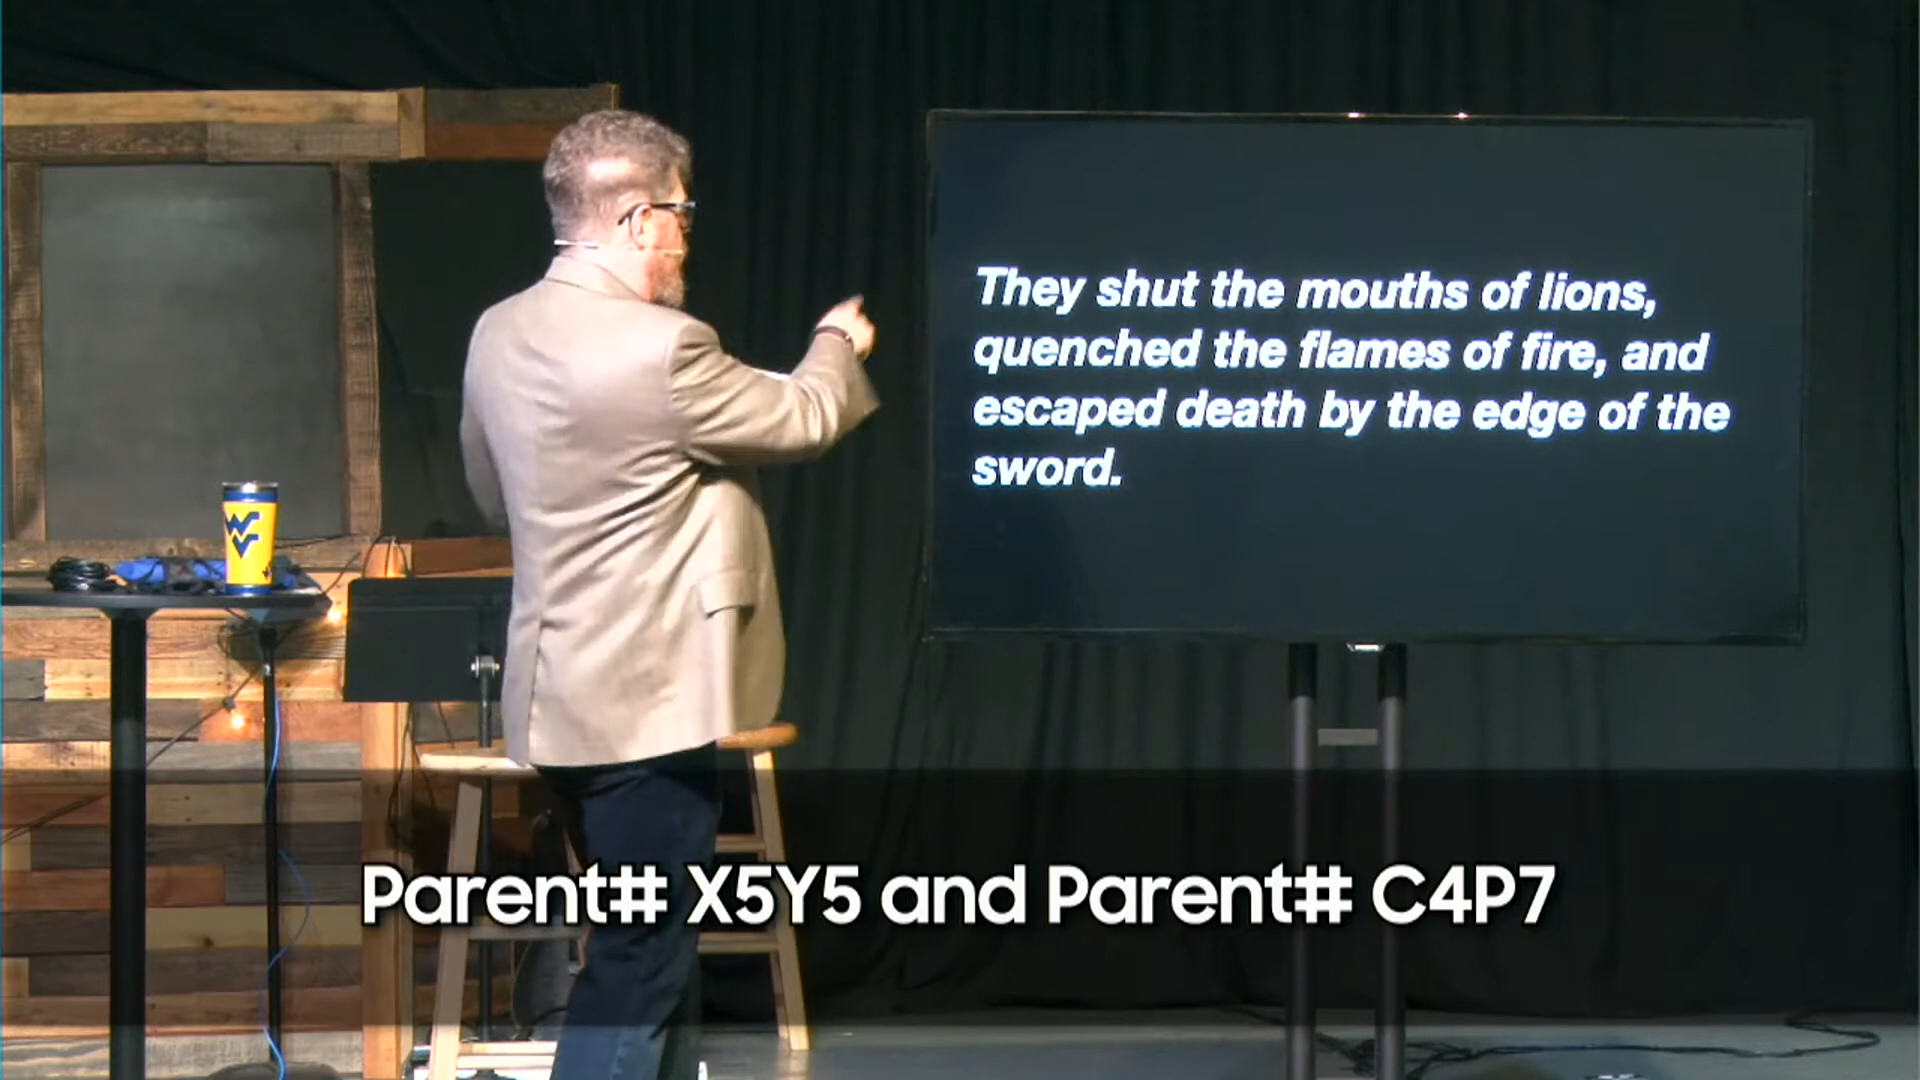 They shut the mouths of lions,
quenched the flames of fire, and
escaped death by the edge of the
sword.
WV
Parent# X5Y5 and Parent# C4P7